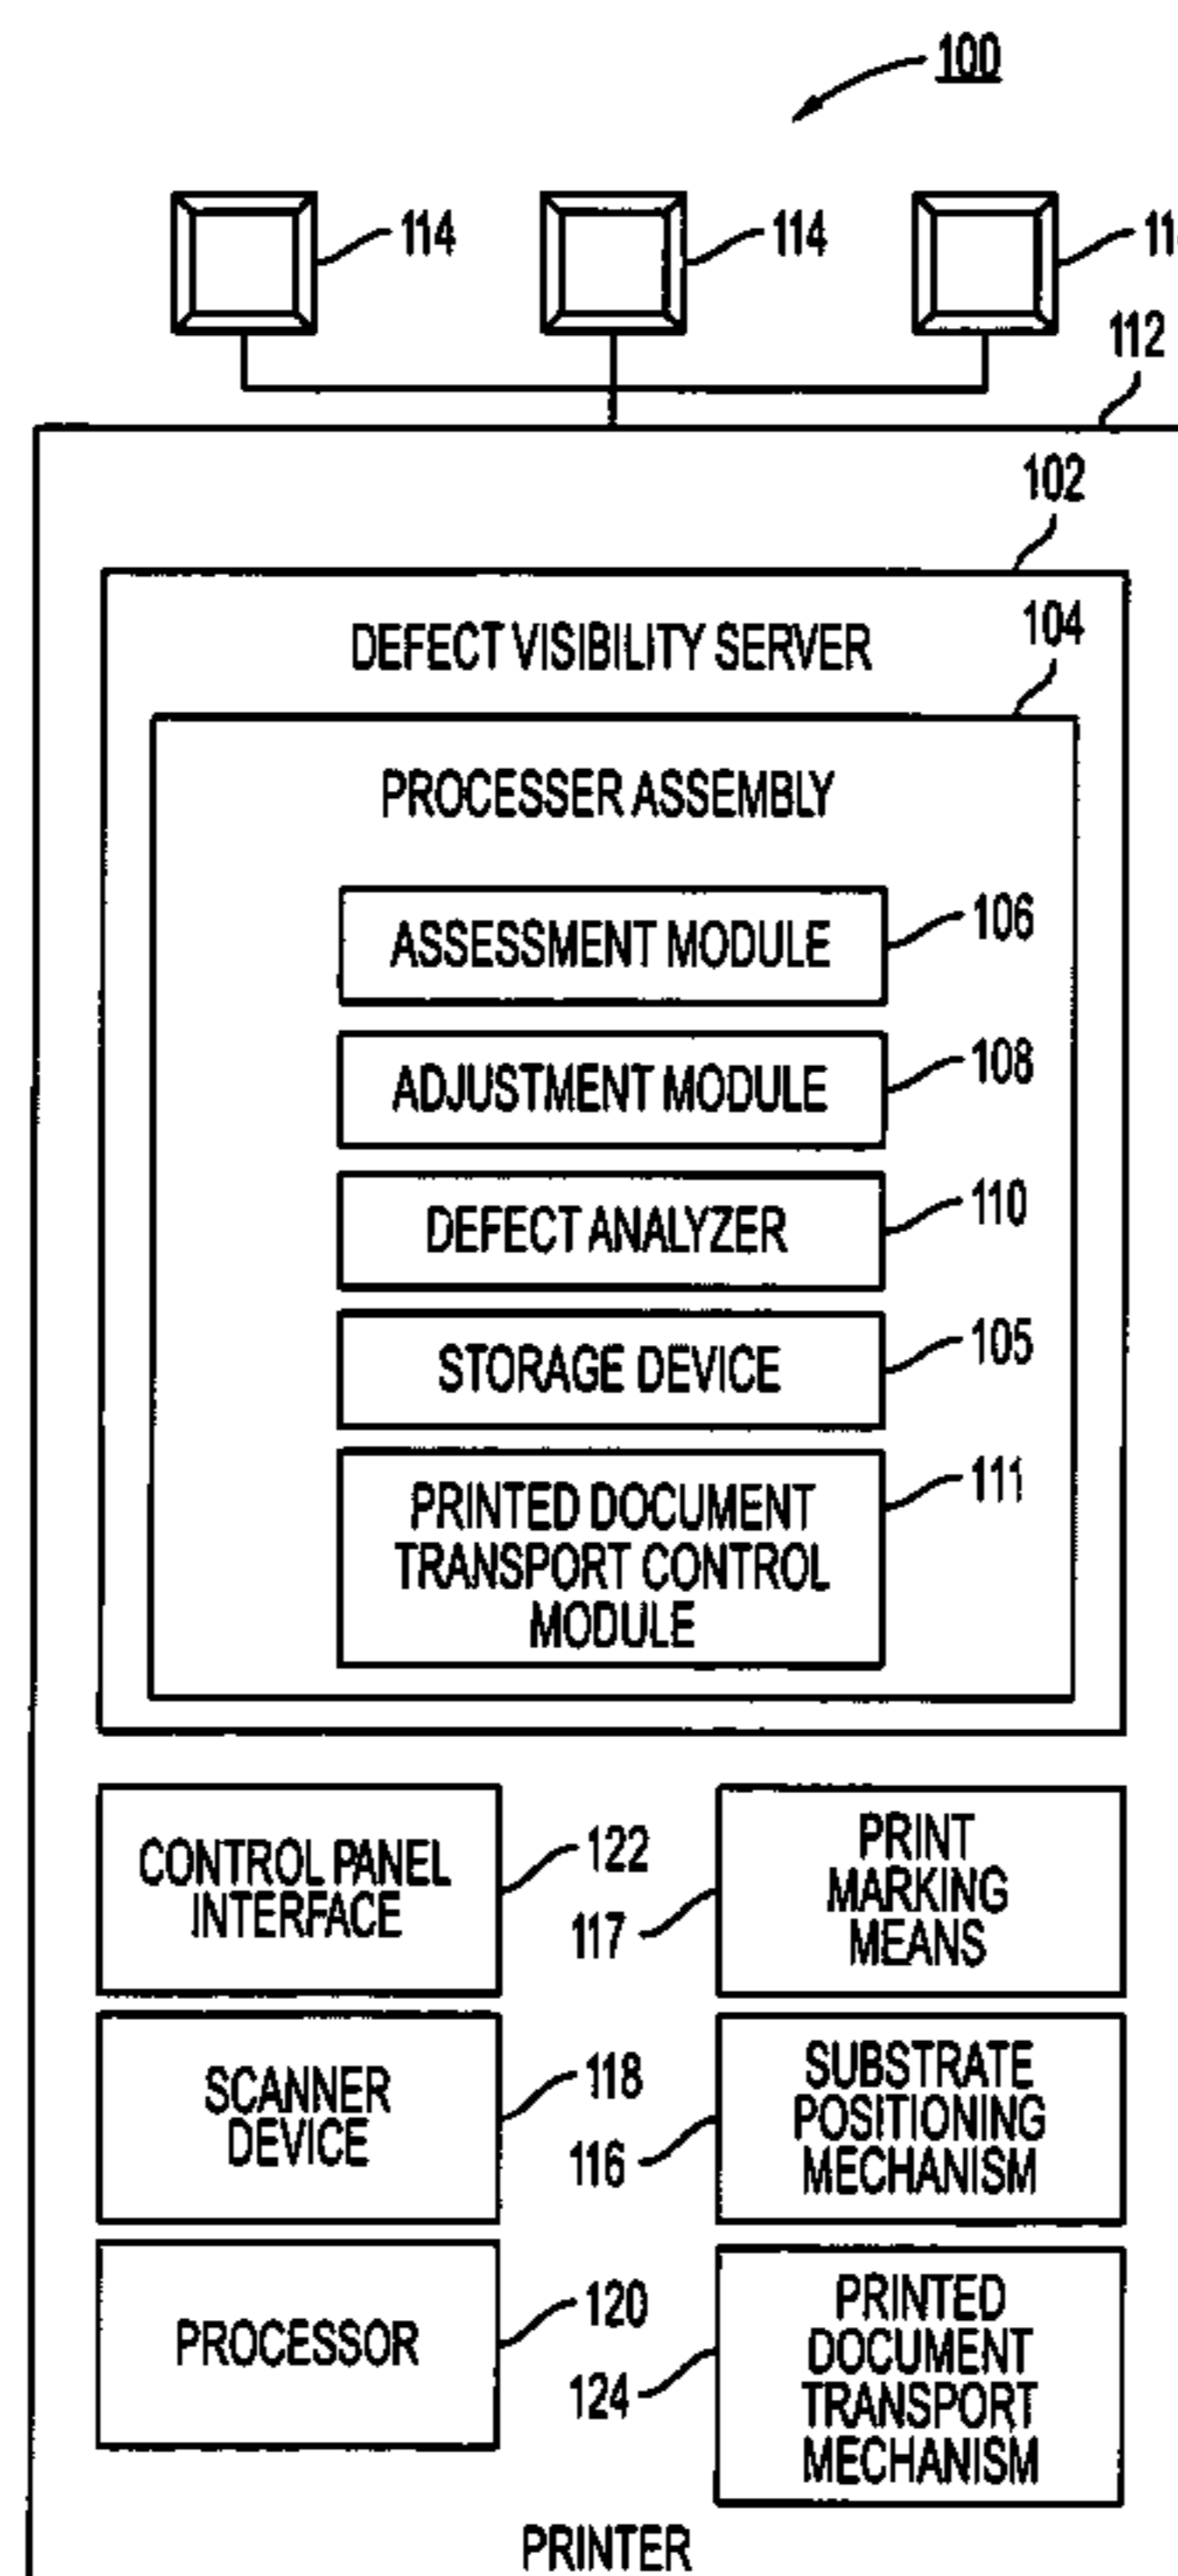 100
114
114
112
102
DEFECT VISIBILITY SERVER
104
PROCESSER ASSEMBLY
ASSESSMENT MODULE
106
ADJUSTMENT MODULE
108
DEFECT ANALYZER
110
STORAGE DEVICE
105
PRINTED DOCUMENT
TRANSPORT CONTROL
MODULE
111
CONTROL PANEL
INTERFACE
122
117
PRINT
MARKING
MEANS
SCANNER
DEVICE
118
116
SUBSTRATE
POSITIONING
MECHANISM
PROCESSOR
120
124
PRINTED
DOCUMENT
TRANSPORT
MECHANISM
PRINTER